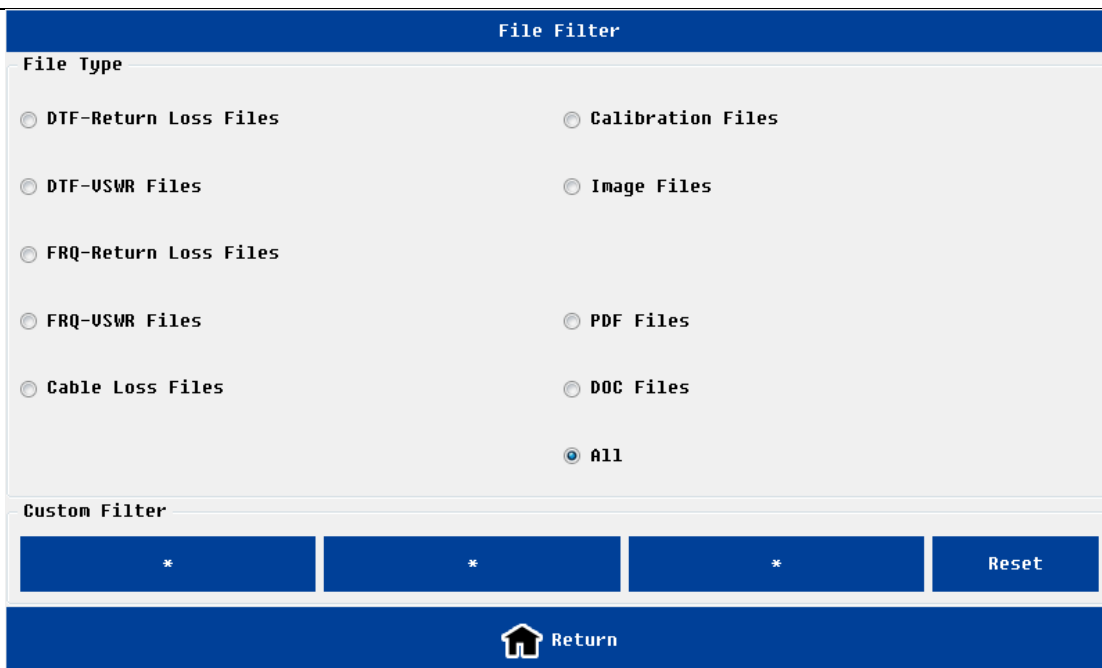 File Filter
File Type
DTF-Return Loss Files
Calibration Files
DTF-VSWR Files
Image Files
FRQ-Return Loss Files
FRQ-VSWR Files
PDF Files
Cable Loss Files
DOC Files
All
Custom Filter
* * * Reset
Return